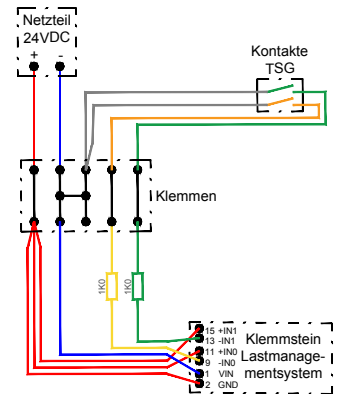 Netzteil
24VDC
+ -
Kontakte
TSG
Klemmen
1K0 1K0
15 +IN1
13 -IN1
11 +IN0
9 -IN0
1 VIN
2 GND
Klemmstein
Lastmanage-
mentsystem